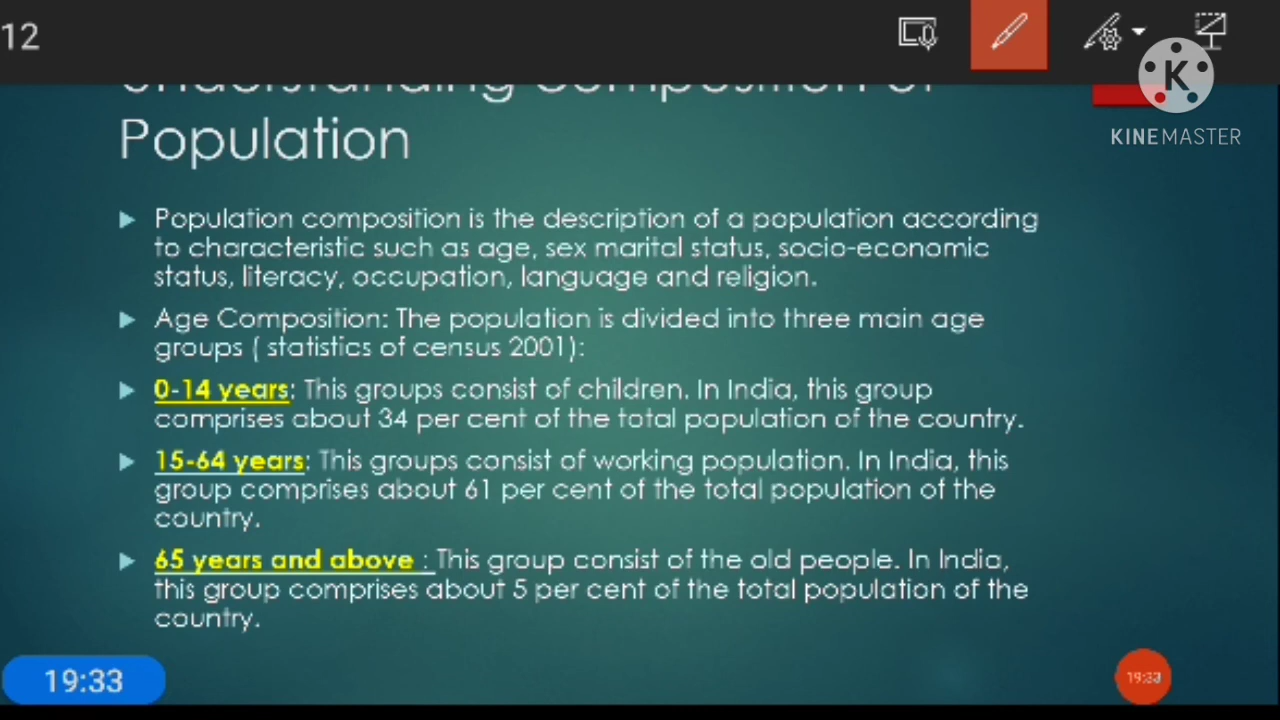 12
K
KINEMASTER
Understanding Composition of
Population
Population composition is the description of a population according
to characteristic such as age, sex marital status, socio-economic
status, literacy, occupation, language and religion.
Age Composition: The population is divided into three main age
groups ( statistics of census 2001):
0-14 years: This groups consist of children. In India, this group
comprises about 34 per cent of the total population of the country.
15-64 years: This groups consist of working population. In India, this
group comprises about 61 per cent of the total population of the
country.
65 years and above : This group consist of the old people. In India,
this group comprises about 5 per cent of the total population of the
country.
19:33
19:33